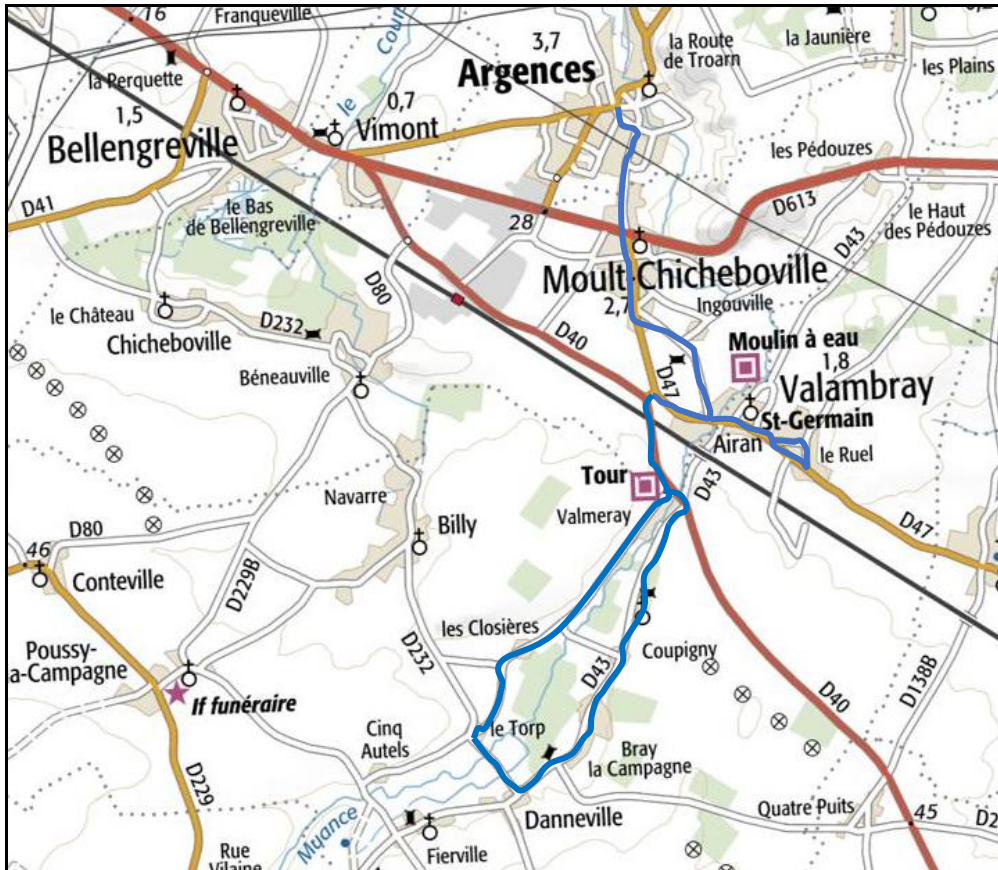 16
Franqueville
3,7
la Route
de Troarn
la Jaunière
les Plains
la Perquette
Argences
le
1,5
0,7
Vimont
Bellengreville
les Pédouzes
D41
le Bas
de Bellengreville
28
D613
D43
le Haut
des Pédouzes
Moult-Chicheboville
D80
Ingouville
le Château
2,7
D232
Chicheboville
D40
Moulin à eau
1,8
Béneauville
D47
Valambray
St-Germain
Airan
le Ruel
Tour
D43
Navarre
Valmeray
Billy
D47
D80
46
Conteville
D229B
les Closières
Poussy-
a-Campagne
D232
D43
Coupigny
D138B
If funéraire
D40
Cinq
Autels
le Torp
Bray
la Campagne
D229
Quatre Puits
45
D2
Danneville
Muance
Rue
Vilaine
Fierville